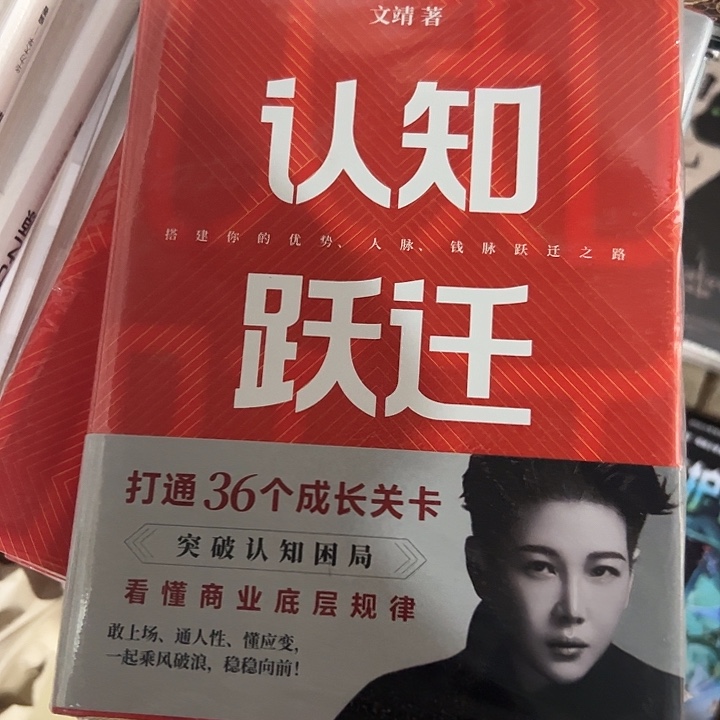 文靖 著
认知
搭建你的优势、人脉、钱脉跃迁之路
跃迁
打通36个成长关卡
突破认知困局
看懂商业底层规律
敢上场、通人性、懂应变，
一起乘风破浪，稳稳向前！